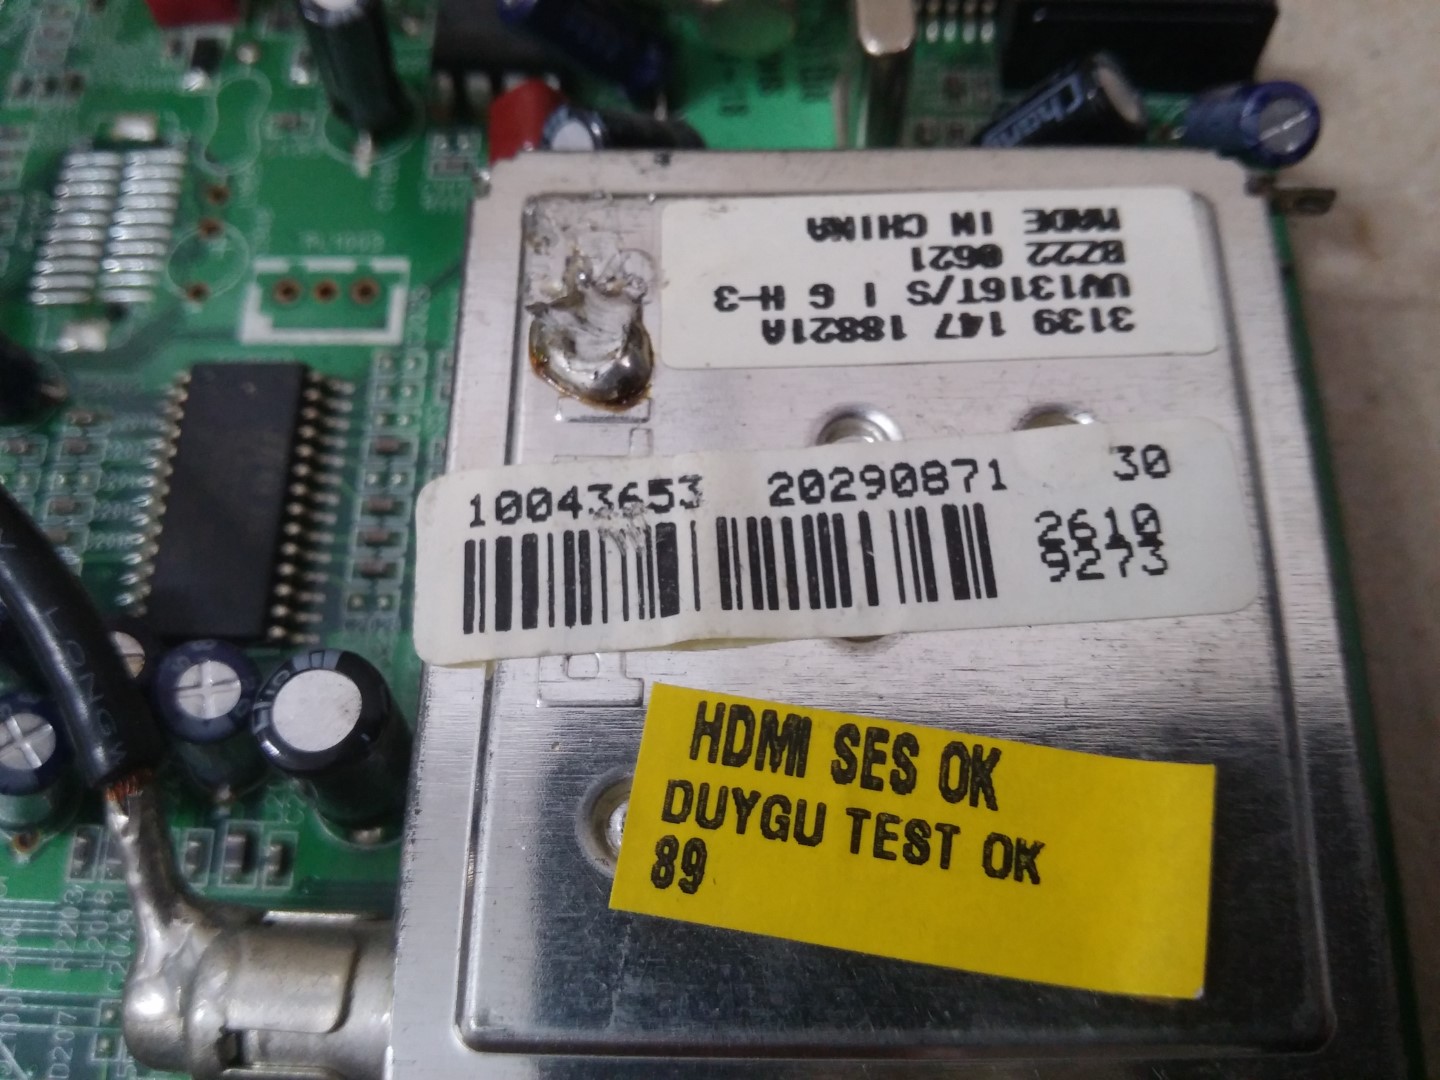 3139 147 18821A
UV1316T/S I G H-3
BZ22 0621
MADE IN CHINA
10043653 20290871 30
2610
9273
HDMI SES OK
DUYGU TEST OK
89